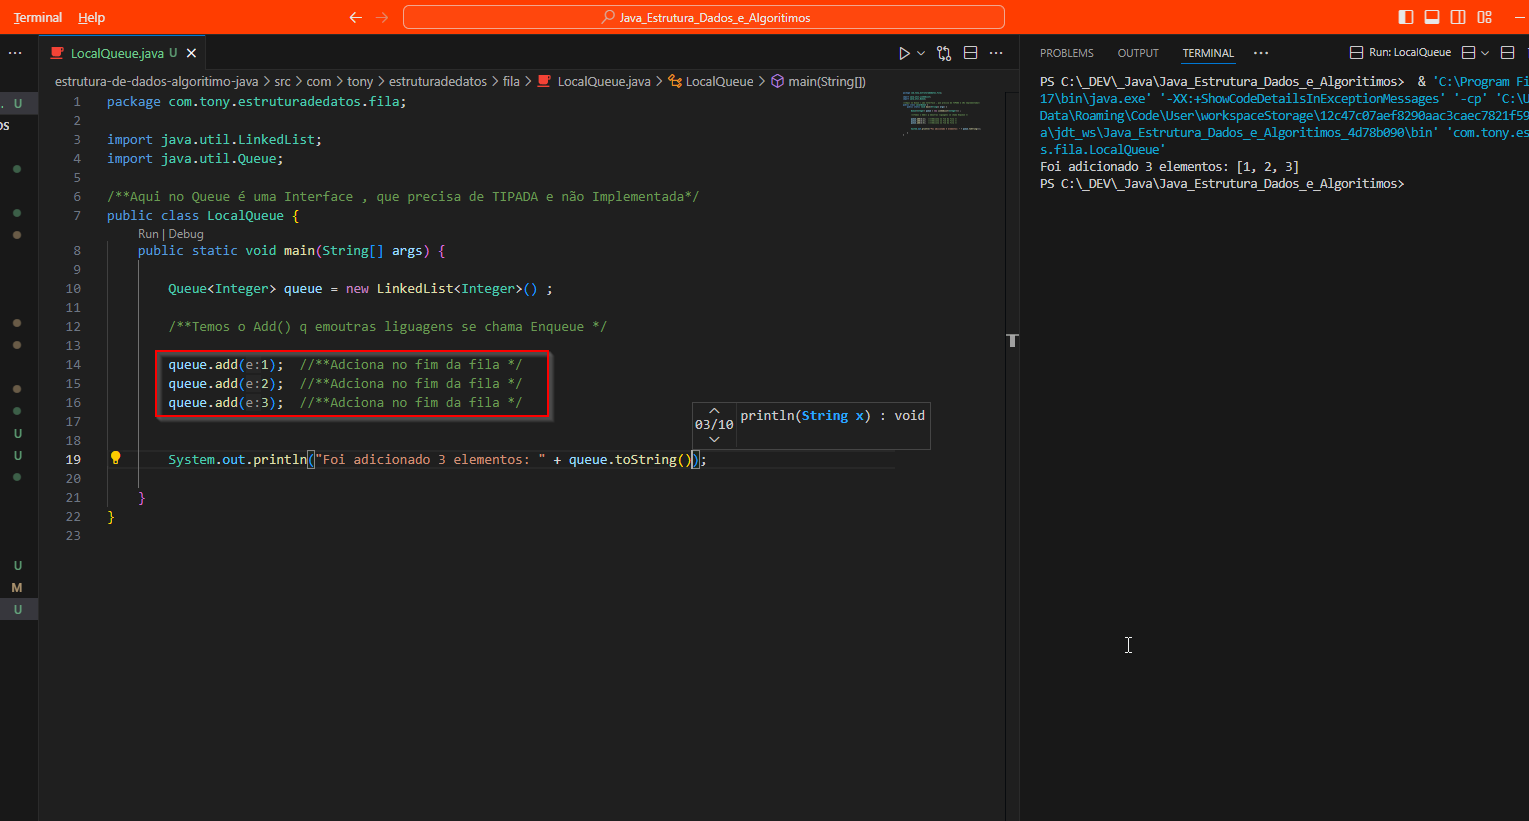 Terminal Help
Java_Estrutura_Dados_e_Algoritimos
LocalQueue.java U
estrutura-de-dados-algoritimo-java > src > com > tony > estruturadedatos > fila > LocalQueue.java > LocalQueue > main(String[])
1 package com.tony.estruturadedatos.fila;
2
3 import java.util.LinkedList;
4 import java.util.Queue;
5
6 /**Aqui no Queue é uma Interface , que precisa de TIPADA e não Implementada*/
7 public class LocalQueue {
Run | Debug
8 public static void main(String[] args) {
9
10 Queue<Integer> queue = new LinkedList<Integer>() ;
11
12 /**Temos o Add() q emoutras liguagens se chama Enqueue */
13
14 queue.add(e:1); //**Adciona no fim da fila */
15 queue.add(e:2); //**Adciona no fim da fila */
16 queue.add(e:3); //**Adciona no fim da fila */
17
18
03/10 println(String x) : void
19 System.out.println("Foi adicionado 3 elementos: " + queue.toString());
20
21 }
22 }
23
. U
os
U
U
U
M
U
PROBLEMS OUTPUT TERMINAL ··· Run: LocalQueue
PS C:\_DEV\_Java\Java_Estrutura_Dados_e_Algoritimos> & 'C:\Program Fi
17\bin\java.exe' '-XX:+ShowCodeDetailsInExceptionMessages' '-cp' 'C:\U
Data\Roaming\Code\User\workspaceStorage\12c47c07aef8290aac3caec7821f59
a\jdt_ws\Java_Estrutura_Dados_e_Algoritimos_4d78b090\bin' 'com.tony.es
s.fila.LocalQueue'
Foi adicionado 3 elementos: [1, 2, 3]
PS C:\_DEV\_Java\Java_Estrutura_Dados_e_Algoritimos>